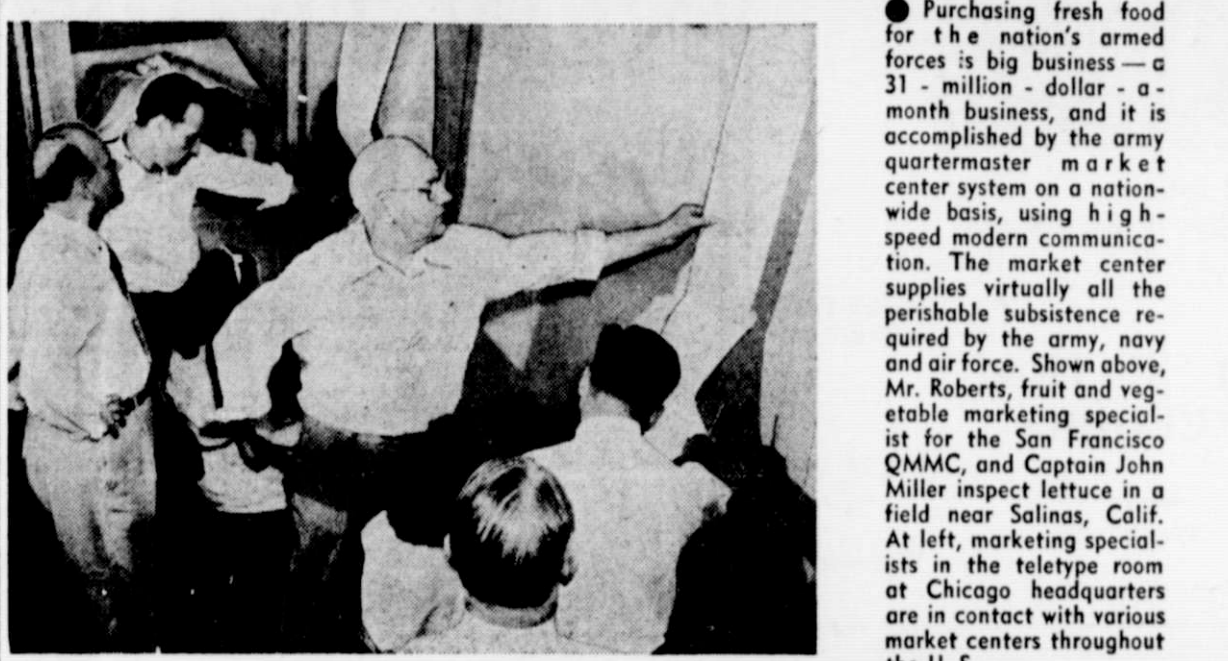 ● Purchasing fresh food
for the nation's armed
forces is big business — a
31 - million - dollar - a -
month business, and it is
accomplished by the army
quartermaster market
center system on a nation-
wide basis, using high-
speed modern communica-
tion. The market center
supplies virtually all the
perishable subsistence re-
quired by the army, navy
and air force. Shown above,
Mr. Roberts, fruit and veg-
etable marketing special-
ist for the San Francisco
QMMC, and Captain John
Miller inspect lettuce in a
field near Salinas, Calif.
At left, marketing special-
ists in the teletype room
at Chicago headquarters
are in contact with various
market centers throughout
the U. S.